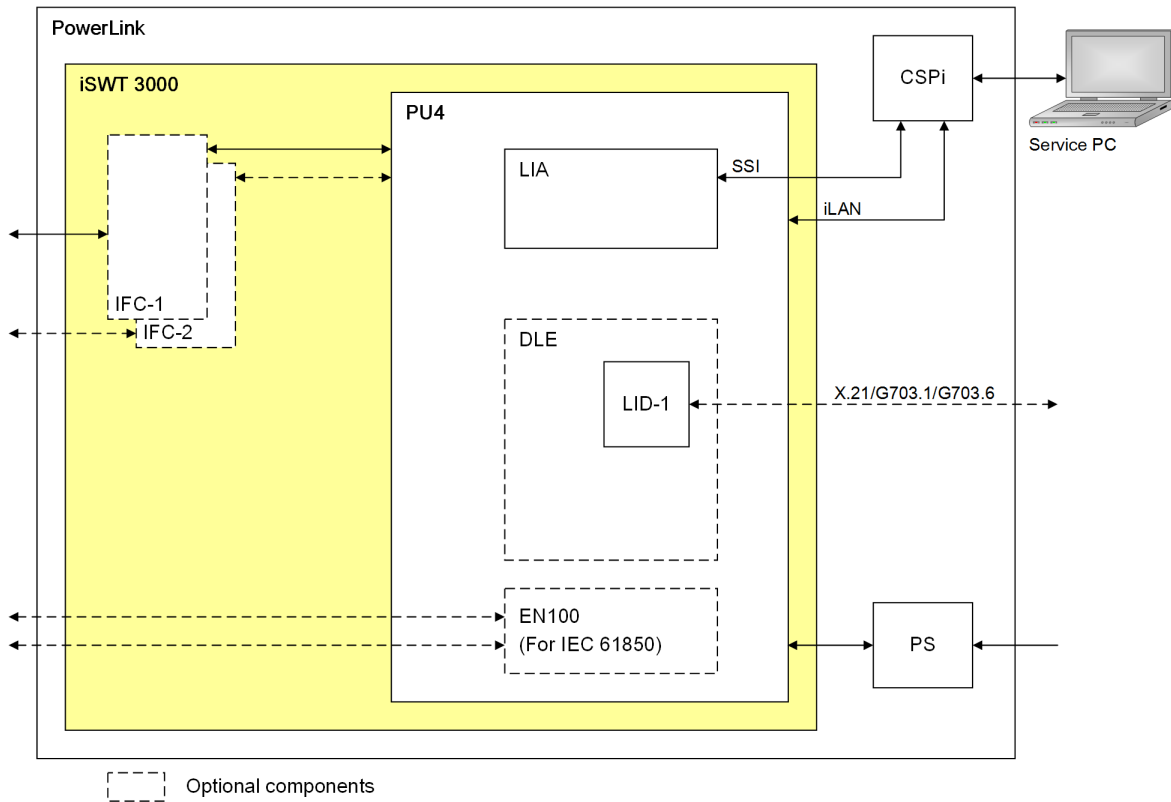 PowerLink
iSWT 3000
CSPi
PU4
Service PC
LIA
SSI
iLAN
IFC-1
IFC-2
DLE
X.21/G703.1/G703.6
LID-1
EN100
(For IEC 61850)
PS
Optional components